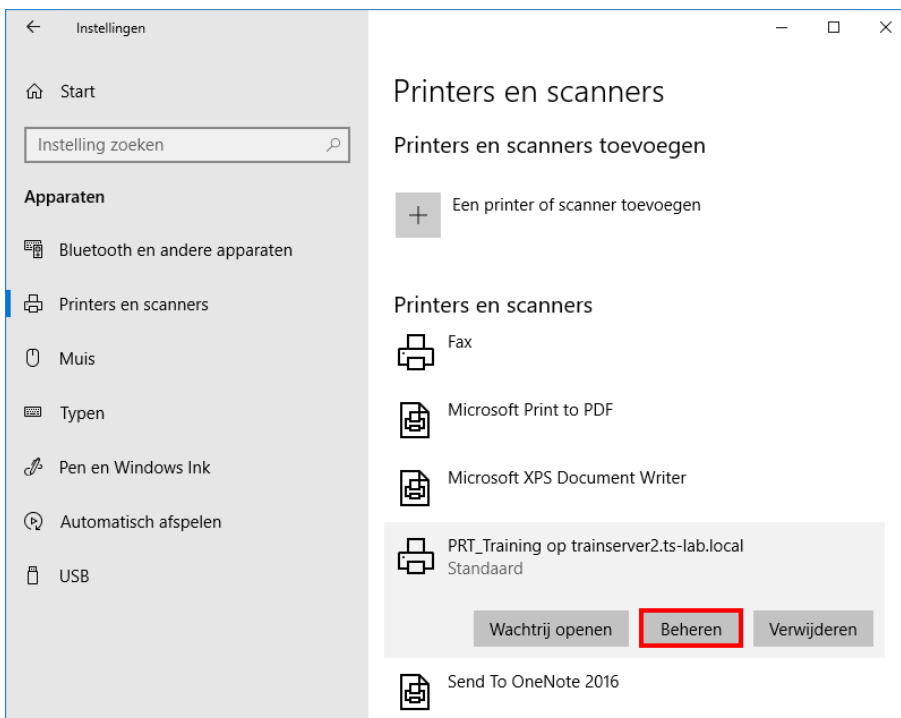 Instellingen
Start
Instelling zoeken
Apparaten
Bluetooth en andere apparaten
Printers en scanners
Muis
Typen
Pen en Windows Ink
Automatisch afspelen
USB
Printers en scanners
Printers en scanners toevoegen
Een printer of scanner toevoegen
Printers en scanners
Fax
Microsoft Print to PDF
Microsoft XPS Document Writer
PRT_Training op trainserver2.ts-lab.local
Standaard
Wachtrij openen Beheren Verwijderen
Send To OneNote 2016